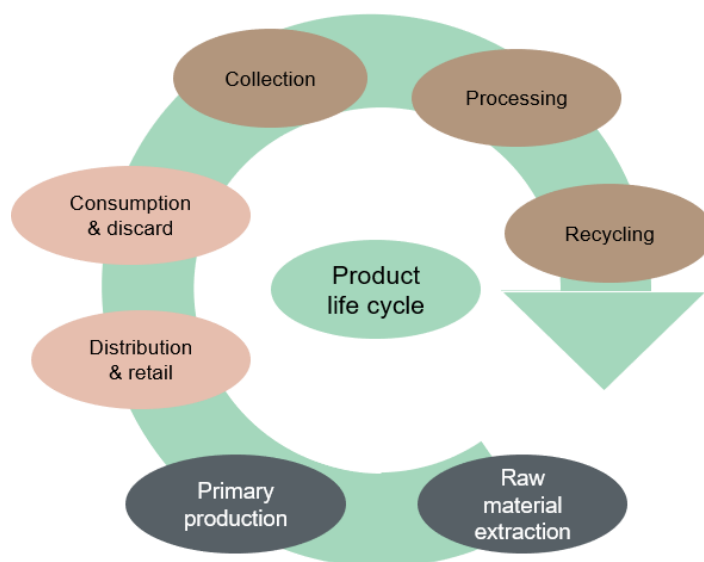 Collection
Processing
Consumption
& discard
Recycling
Product
life cycle
Distribution
& retail
Primary
production
Raw
material
extraction